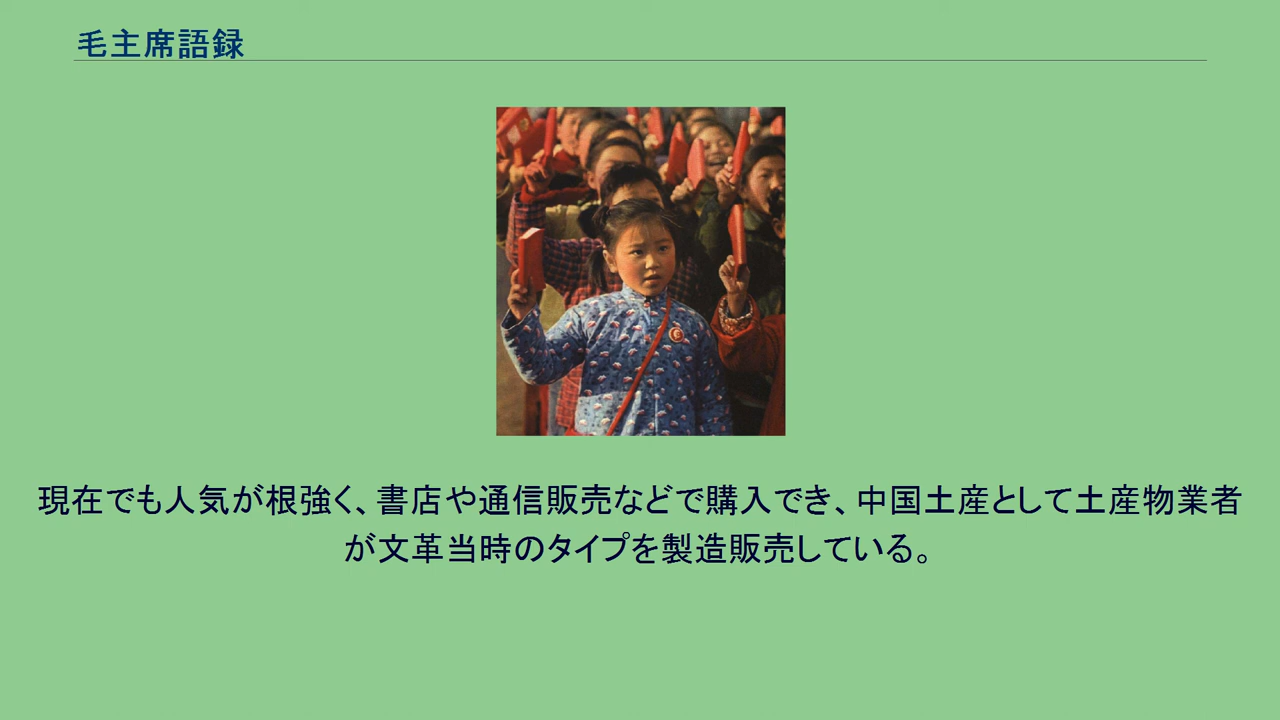 毛主席語録
現在でも人気が根強く、書店や通信販売などで購入でき、中国土産として土産物業者
が文革当時のタイプを製造販売している。